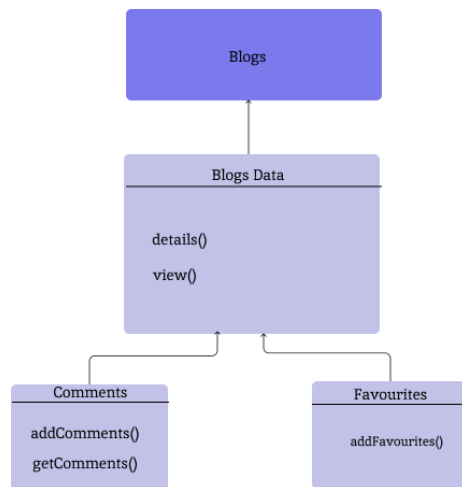 Blogs
Blogs Data
details()
view()
Comments
addComments()
getComments()
Favourites
addFavourites()